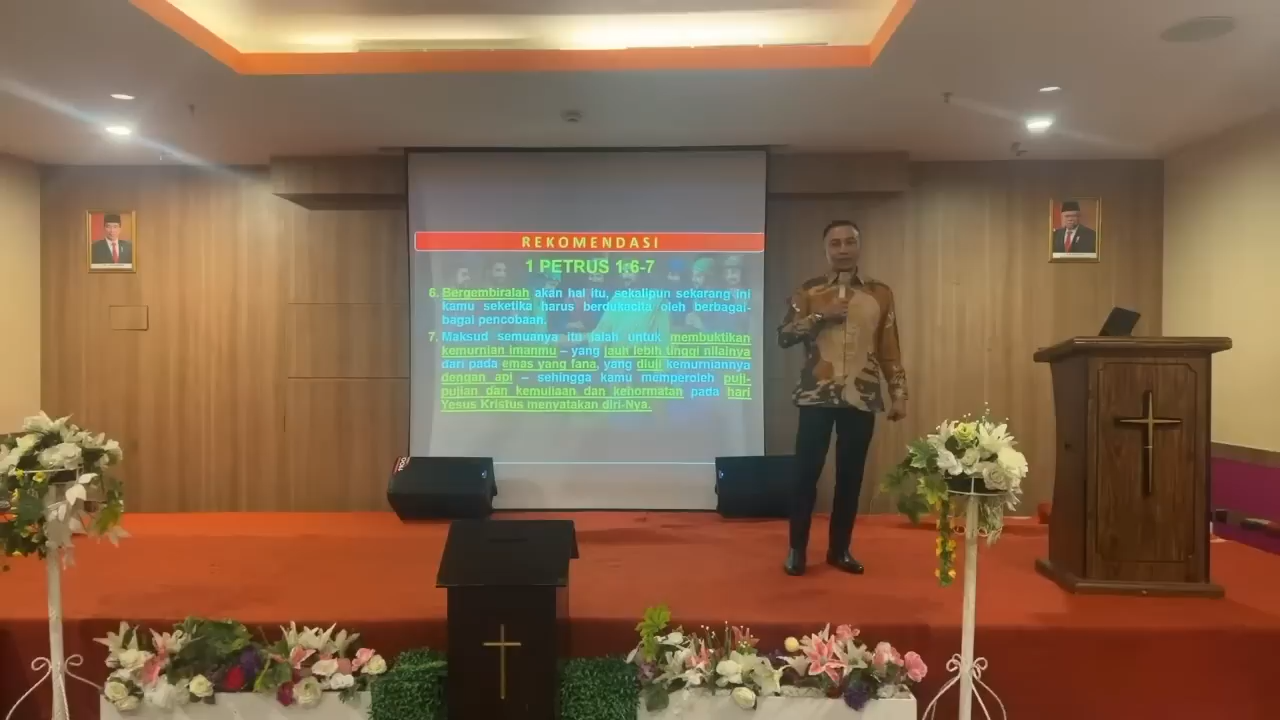 REKOMENDASI
1 PETRUS 1:6-7
6. Bergembiralah akan hal itu, sekalipun sekarang ini
kamu seketika harus berdukacita oleh berbagai-
bagai pencobaan.
7. Maksud semuanya itu ialah untuk membuktikan
kemurnian imanmu – yang jauh lebih tinggi nilainya
dari pada emas yang fana, yang diuji kemurniannya
dengan api – sehingga kamu memperoleh puji-
pujian dan kemuliaan dan kehormatan pada hari
Yesus Kristus menyatakan diri-Nya.